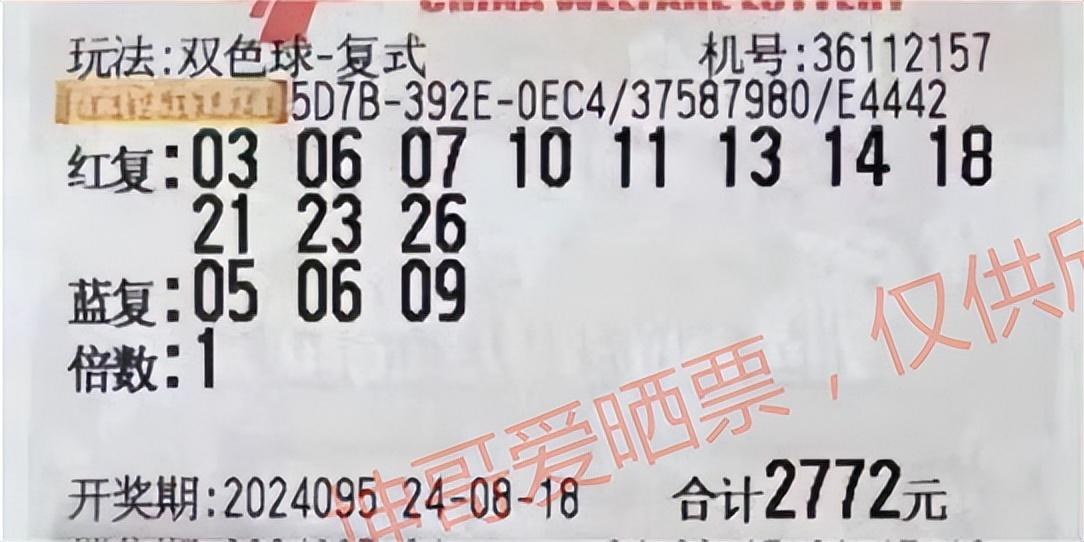 CHINA WELFARE LOTTERY
玩法:双色球-复式 机号:36112157
5D7B-392E-0EC4/37587980/E4442
红复:03 06 07 10 11 13 14 18
21 23 26
蓝复:05 06 09
倍数:1
坤哥爱晒票，仅供
开奖期:2024095 24-08-18 合计2772元